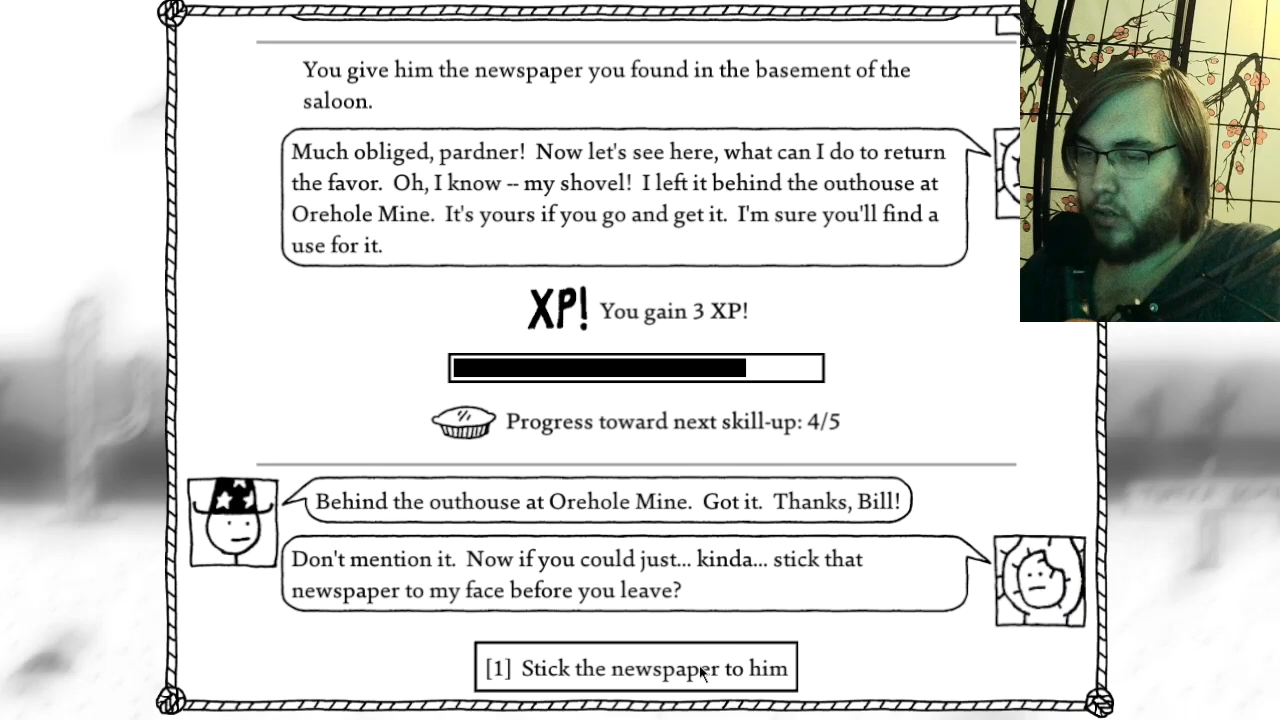 You give him the newspaper you found in the basement of the
saloon.
Much obliged, pardner!  Now let's see here, what can I do to return
the favor.  Oh, I know -- my shovel!  I left it behind the outhouse at
Orehole Mine.  It's yours if you go and get it.  I'm sure you'll find a
use for it.
XP! You gain 3 XP!
Progress toward next skill-up: 4/5
Behind the outhouse at Orehole Mine.  Got it.  Thanks, Bill!
Don't mention it.  Now if you could just... kinda... stick that
newspaper to my face before you leave?
[1]  Stick the newspaper to him